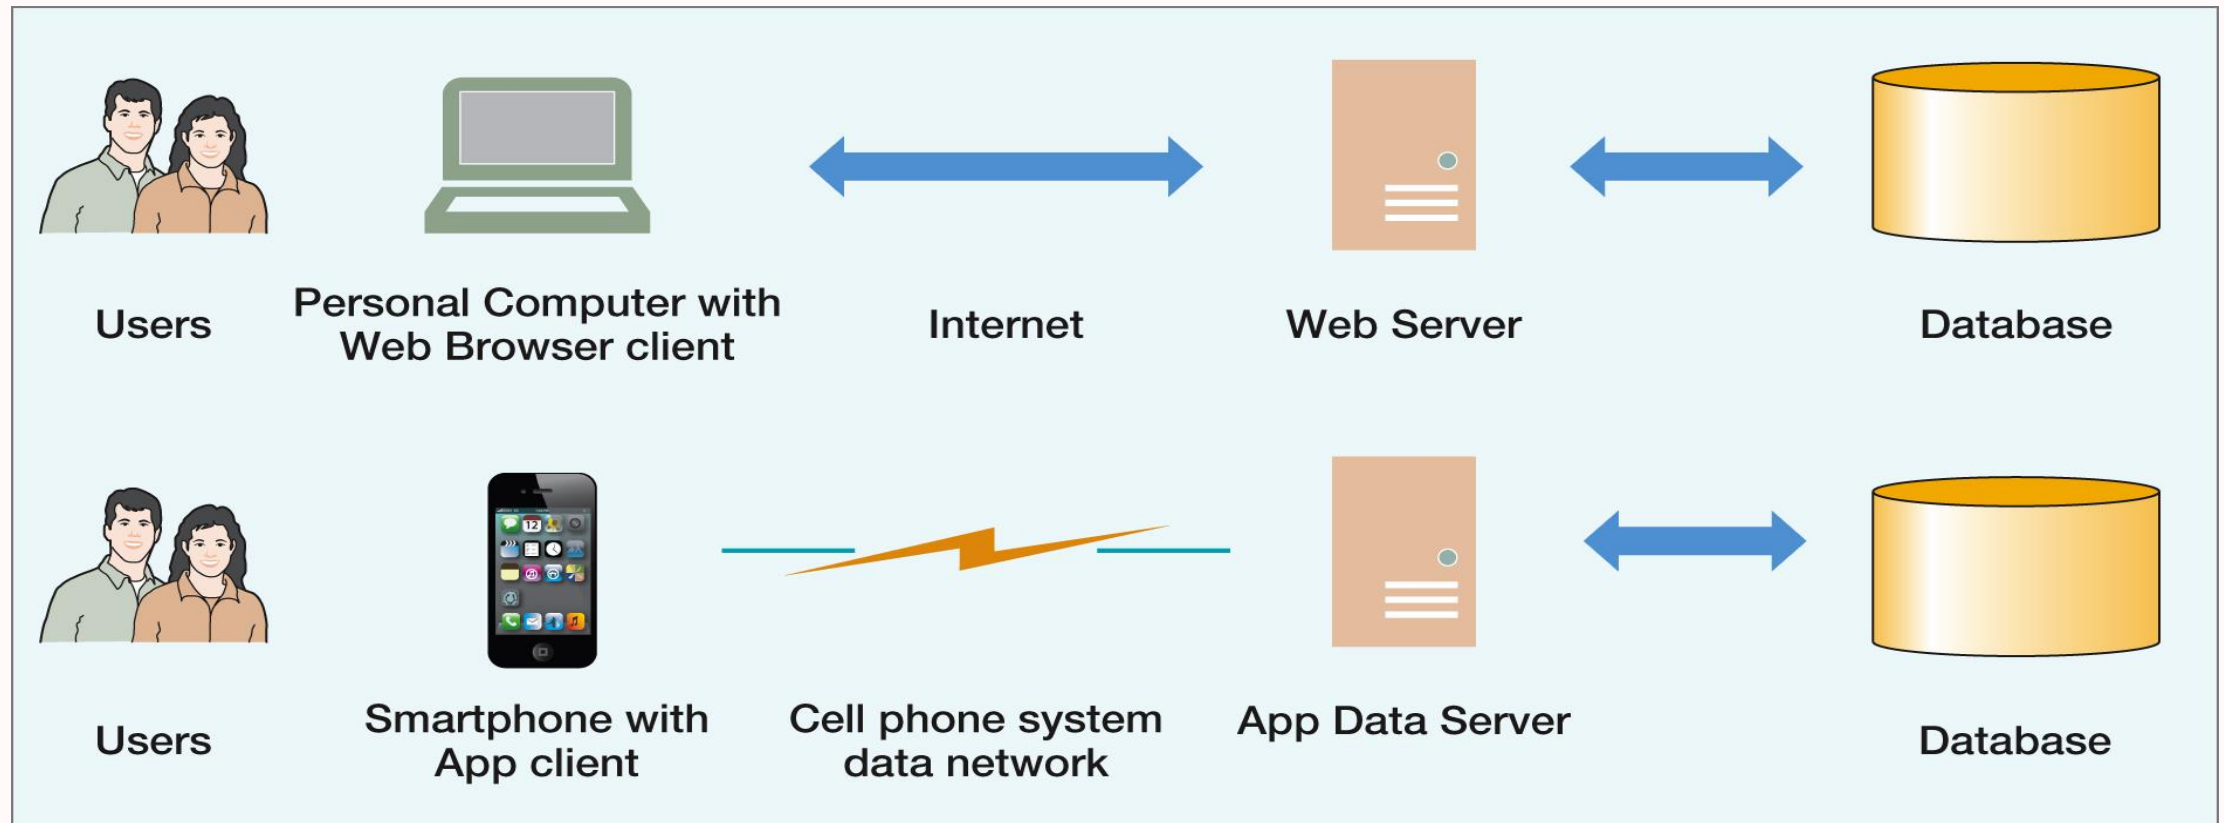 Users
Personal Computer with
Web Browser client
Internet
Web Server
Database
12
Users
Smartphone with
App client
Cell phone system
data network
App Data Server
Database